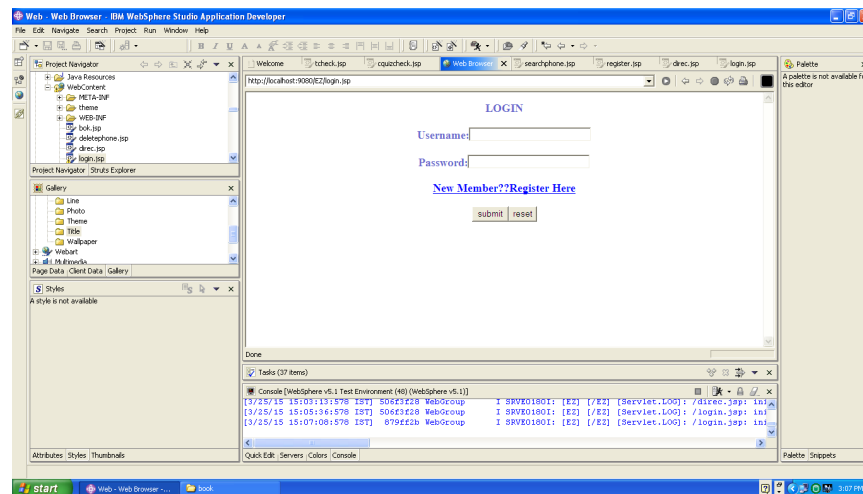 Web - Web Browser - IBM WebSphere Studio Application Developer
File Edit Navigate Search Project Run Window Help
Project Navigator
Java Resources
WebContent
META-INF
theme
WEB-INF
bok.jsp
deletephone.jsp
direc.jsp
login.jsp
Project Navigator Struts Explorer
Gallery
Line
Photo
Theme
Title
Wallpaper
Webart
Multimedia
Page Data Client Data Gallery
Styles
A style is not available
Attributes Styles Thumbnails
Welcome tcheck.jsp cquizcheck.jsp Web Browser searchphone.jsp register.jsp direc.jsp login.jsp
http://localhost:9080/EZ/login.jsp
LOGIN
Username:
Password:
New Member??Register Here
submit reset
Done
Tasks (37 items)
Console [WebSphere v5.1 Test Environment (48) (WebSphere v5.1)]
[3/25/15 15:03:13:578 IST] 506f3f28 WebGroup I SRVE0180I: [EZ] [/EZ] [Servlet.LOG]: /direc.jsp: ini
[3/25/15 15:05:36:578 IST] 506f3f28 WebGroup I SRVE0180I: [EZ] [/EZ] [Servlet.LOG]: /login.jsp: ini
[3/25/15 15:07:08:578 IST] 879ff2b WebGroup I SRVE0180I: [EZ] [/EZ] [Servlet.LOG]: /login.jsp: ini
Quick Edit Servers Colors Console
Palette
A palette is not available
this editor
Palette Snippets
start Web - Web Browser -... book 3:07 PM